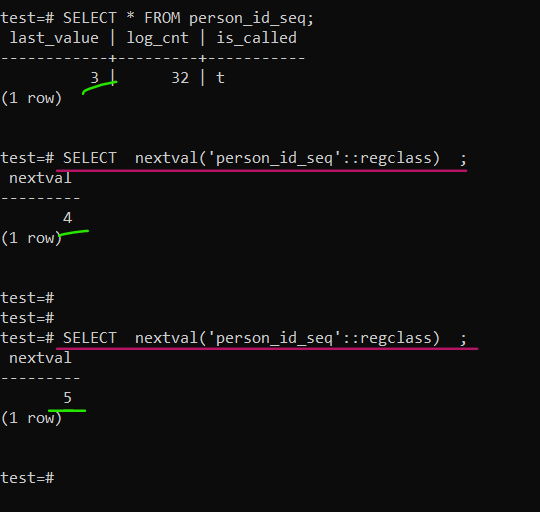 test=# SELECT * FROM person_id_seq;
 last_value | log_cnt | is_called
------------+---------+-----------
          3 |      32 | t
(1 row)
test=# SELECT  nextval('person_id_seq'::regclass)  ;
 nextval
---------
       4
(1 row)
test=#
test=#
test=# SELECT  nextval('person_id_seq'::regclass)  ;
 nextval
---------
       5
(1 row)
test=#